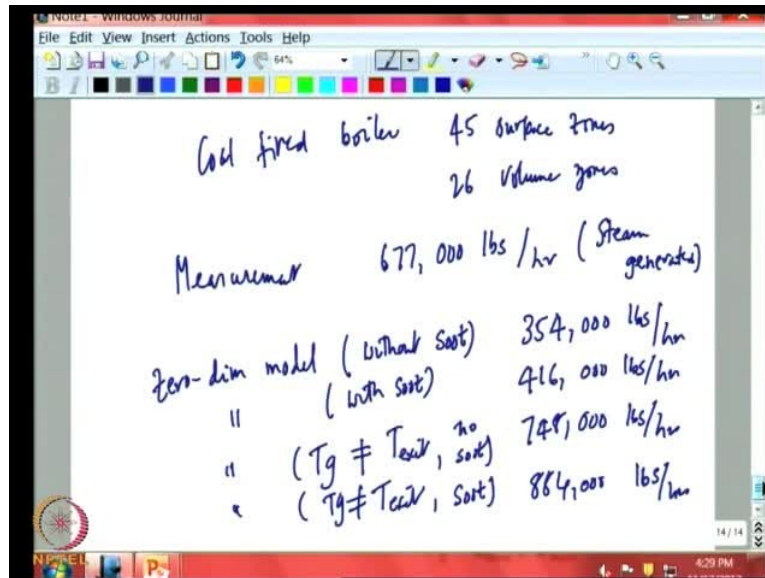 Note1 - Windows Journal
File Edit View Insert Actions Tools Help
64%
B I
Coal fired boiler 45 surface zones
26 Volume zones
Measurement 677,000 lbs/hr (Steam generated)
Zero-dim model (without Soot) 354,000 lbs/hr
" (with soot) 416,000 lbs/hr
" (Tg ≠ Texit, no soot) 748,000 lbs/hr
" (Tg ≠ Texit, soot) 884,000 lbs/hr
14/14
NPTEL
4:29 PM